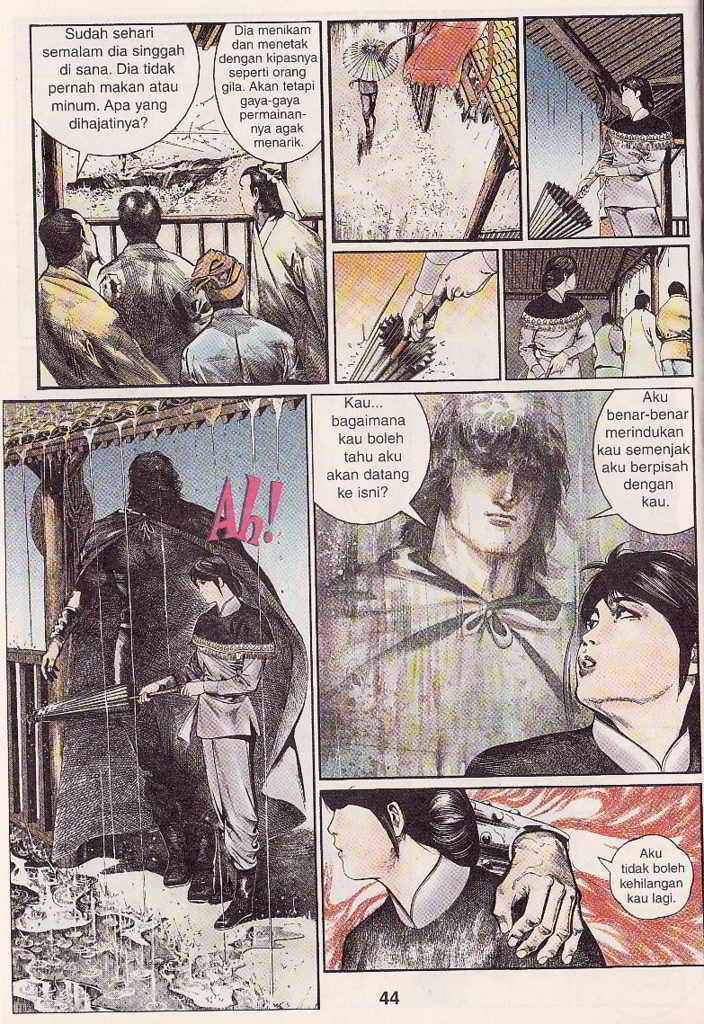 Sudah sehari
semalam dia singgah
di sana. Dia tidak
pernah makan atau
minum. Apa yang
dihajatinya?
Dia menikam
dan menetak
dengan kipasnya
seperti orang
gila. Akan tetapi
gaya-gaya
permainan-
nya agak
menarik.
Ah!
Kau...
bagaimana
kau boleh
tahu aku
akan datang
ke isni?
Aku
benar-benar
merindukan
kau semenjak
aku berpisah
dengan
kau.
Aku
tidak boleh
kehilangan
kau lagi.
44